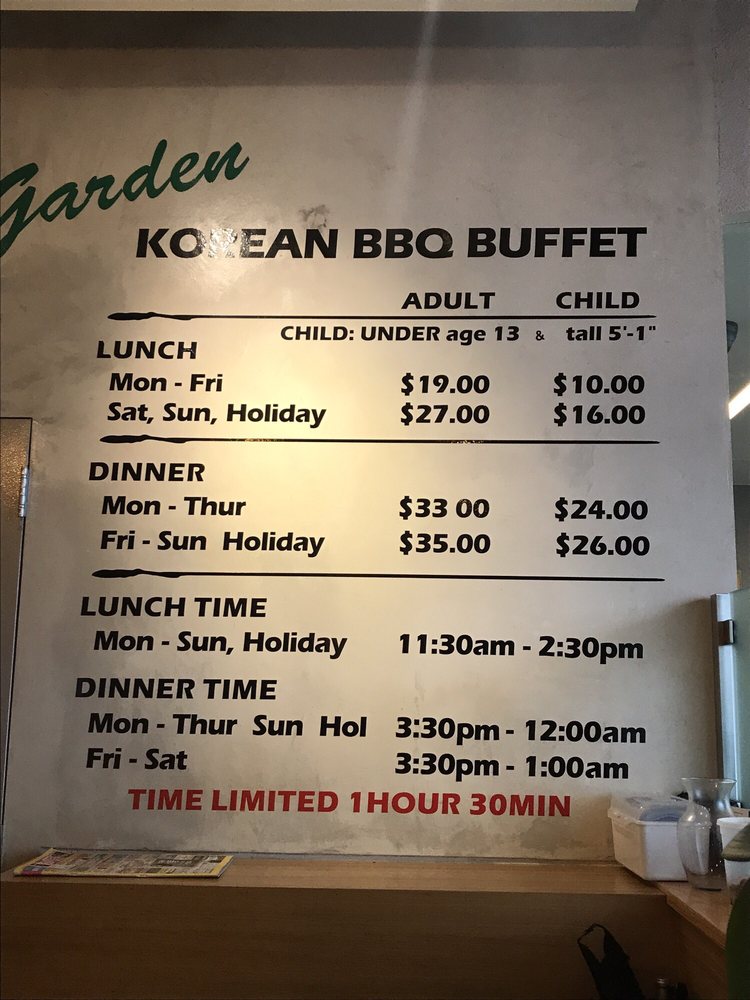 Garden
KOREAN BBQ BUFFET
ADULT CHILD
CHILD: UNDER age 13 & tall 5'-1"
LUNCH
Mon - Fri $19.00 $10.00
Sat, Sun, Holiday $27.00 $16.00
DINNER
Mon - Thur $33 00 $24.00
Fri - Sun Holiday $35.00 $26.00
LUNCH TIME
Mon - Sun, Holiday 11:30am - 2:30pm
DINNER TIME
Mon - Thur Sun Hol 3:30pm - 12:00am
Fri - Sat 3:30pm - 1:00am
TIME LIMITED 1HOUR 30MIN